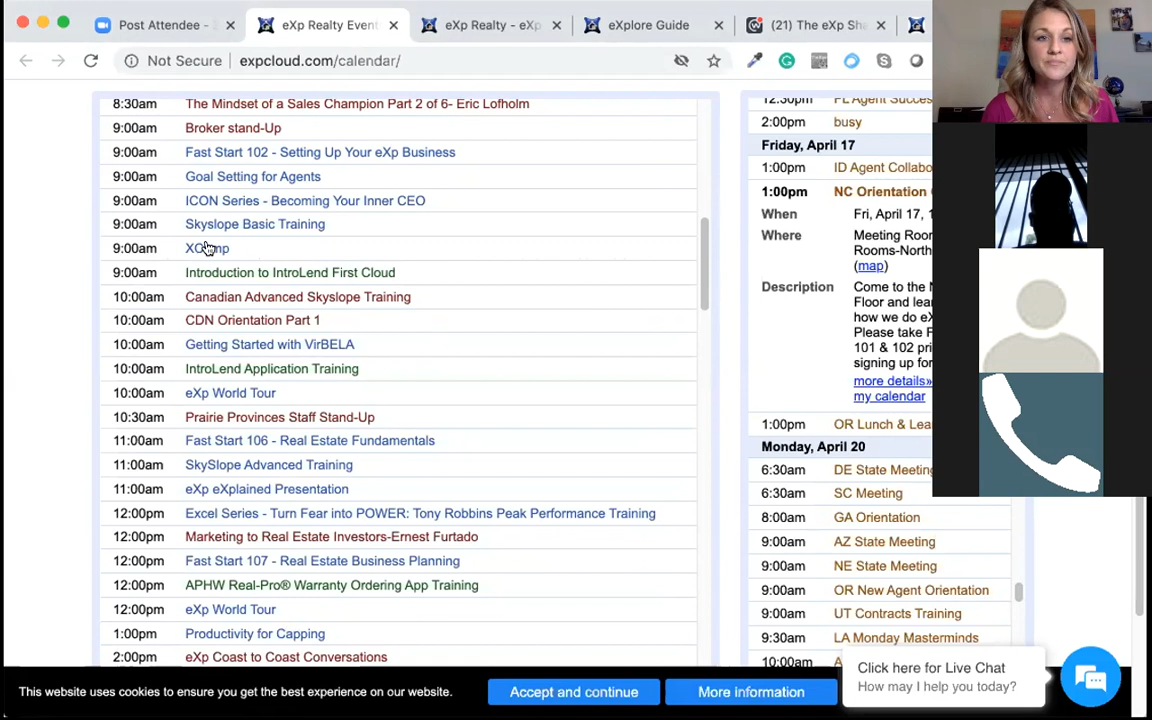 Post Attendee - 2
eXp Realty Event
eXp Realty - eXp
eXplore Guide
(21) The eXp Sha
Not Secure
expcloud.com/calendar/
8:30am The Mindset of a Sales Champion Part 2 of 6- Eric Lofholm
9:00am Broker stand-Up
9:00am Fast Start 102 - Setting Up Your eXp Business
9:00am Goal Setting for Agents
9:00am ICON Series - Becoming Your Inner CEO
9:00am Skyslope Basic Training
9:00am
9:00am Introduction to IntroLend First Cloud
10:00am Canadian Advanced Skyslope Training
10:00am CDN Orientation Part 1
10:00am Getting Started with VirBELA
10:00am IntroLend Application Training
10:00am eXp World Tour
10:30am Prairie Provinces Staff Stand-Up
11:00am Fast Start 106 - Real Estate Fundamentals
11:00am SkySlope Advanced Training
11:00am eXp eXplained Presentation
12:00pm Excel Series - Turn Fear into POWER: Tony Robbins Peak Performance Training
12:00pm Marketing to Real Estate Investors-Ernest Furtado
12:00pm Fast Start 107 - Real Estate Business Planning
12:00pm APHW Real-Pro® Warranty Ordering App Training
12:00pm eXp World Tour
1:00pm Productivity for Capping
2:00pm eXp Coast to Coast Conversations
12:30pm FL Agent Succes
2:00pm busy
Friday, April 17
1:00pm ID Agent Collabo
1:00pm NC Orientation
When Fri, April 17, 1
Where Meeting Roor
Rooms-North
(map)
Description Come to the N
Floor and lear
how we do eX
Please take F
101 & 102 pri
signing up for
more details»
my calendar
1:00pm OR Lunch & Lea
Monday, April 20
6:30am DE State Meeting
6:30am SC Meeting
8:00am GA Orientation
9:00am AZ State Meeting
9:00am NE State Meeting
9:00am OR New Agent Orientation
9:00am UT Contracts Training
9:30am LA Monday Masterminds
10:00am
Click here for Live Chat
How may I help you today?
This website uses cookies to ensure you get the best experience on our website.
Accept and continue
More information